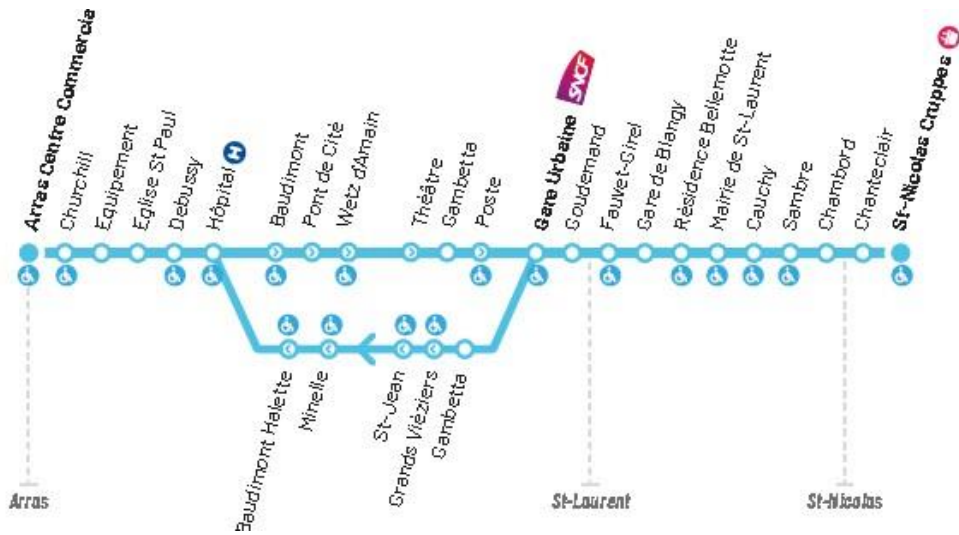 Arras Centre Commercia
Churchill
Equipement
Eglise St Paul
Debussy
Hôpital H
Baudimont
Pont de Cité
Wetz d'Amain
Théâtre
Gambetta
Poste
Gare Urbaine SNCF
Goudemand
Fauvet-Girel
Gare de Blangy
Résidence Bellemotte
Mairie de St-Laurent
Cauchy
Sambre
Chambord
Chanteclair
St-Nicolas Cruppes
Baudimont Halette
Minelle
St-Jean
Grands Viéziers
Gambetta
Arras
St-Laurent
St-Nicolas